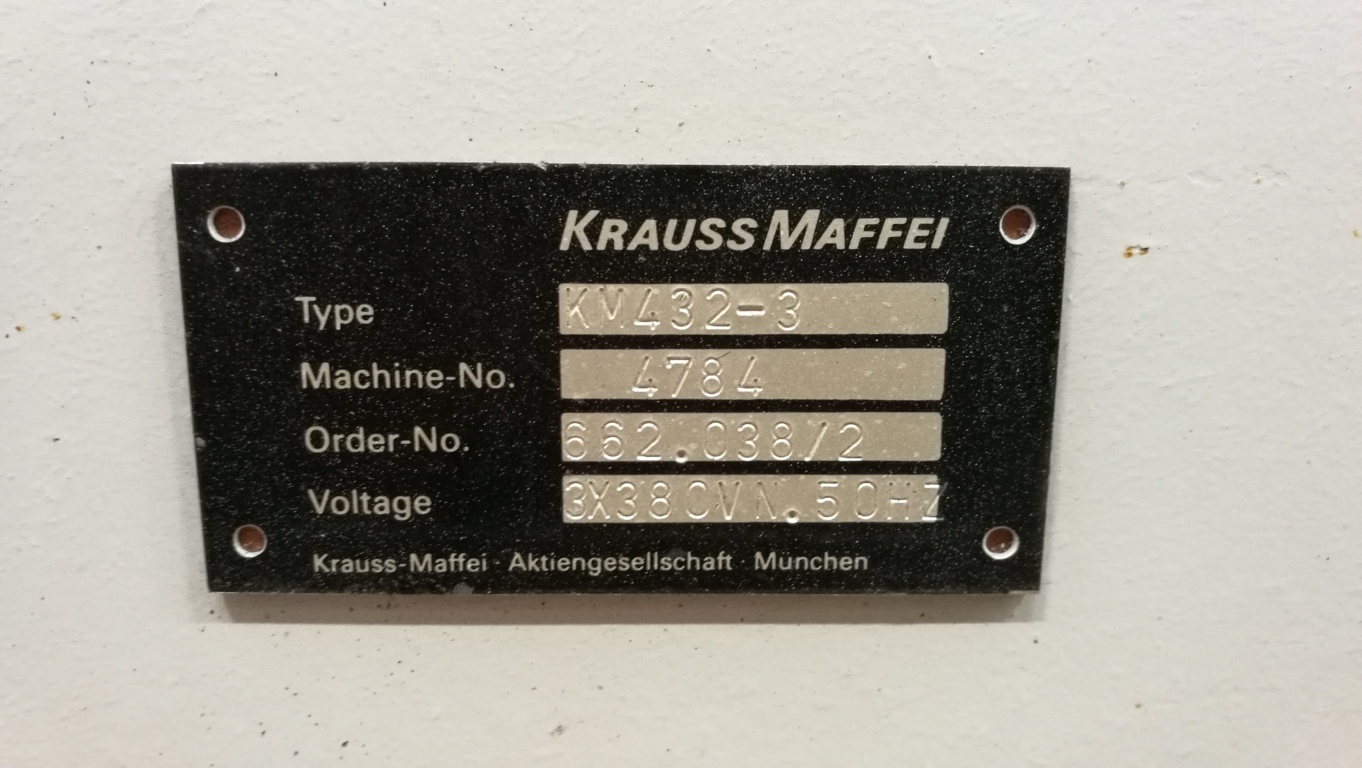 KRAUSS MAFFEI
Type KM432-3
Machine-No. 4784
Order-No. 662.038/2
Voltage 3X380VN.50HZ
Krauss-Maffei · Aktiengesellschaft · München